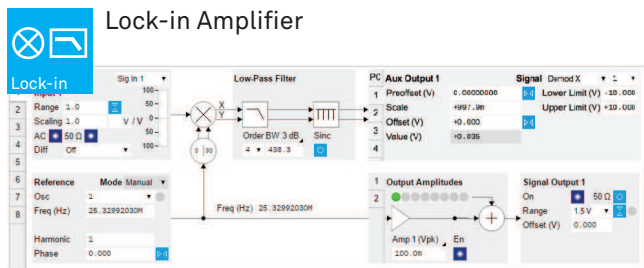 Lock-in Amplifier
Lock-in
Sig In 1
Range 1.0
Scaling 1.0 V / V
AC 50 Ω
Diff Off
100-
50-
0-
50-
100-
X
Y
Low-Pass Filter
Order BW 3 dB Sinc
4 438.3
PC Aux Output 1 Signal Demod X 1
Preoffset (V) 0.00000000 Lower Limit (V) -10.000
Scale +997.9m Upper Limit (V) +10.000
Offset (V) +0.000
Value (V) +0.035
1
2
3
4
2
3
4
5
6
7
8
Reference Mode Manual
Osc 1
Freq (Hz) 25.32992030M
Harmonic 1
Phase 0.000
Freq (Hz) 25.32992030M
1 Output Amplitudes
2
Amp 1 (Vpk) En
100.0m
Signal Output 1
On 50 Ω
Range 1.5 V
Offset (V) 0.000